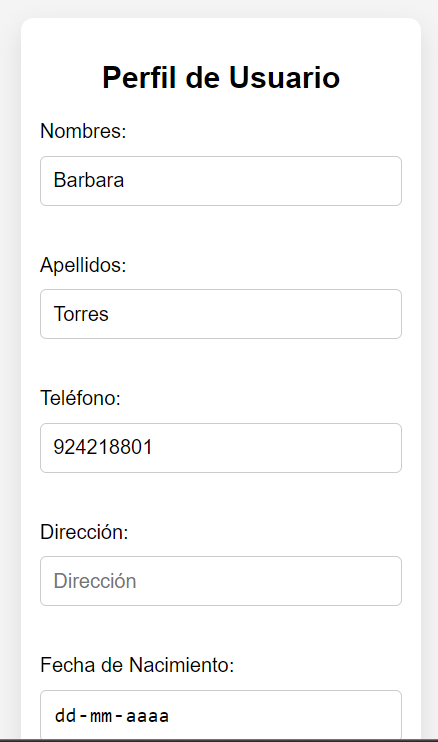 Perfil de Usuario
Nombres:
Barbara
Apellidos:
Torres
Teléfono:
924218801
Dirección:
Dirección
Fecha de Nacimiento:
dd-mm-aaaa